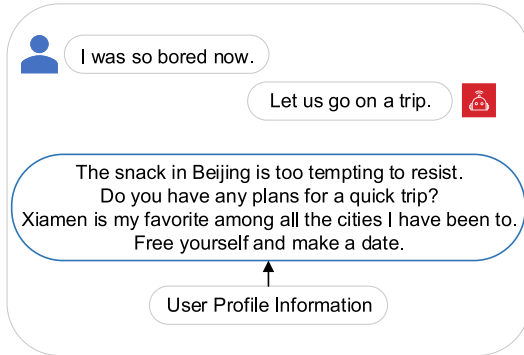 I was so bored now.
Let us go on a trip.
The snack in Beijing is too tempting to resist.
Do you have any plans for a quick trip?
Xiamen is my favorite among all the cities I have been to.
Free yourself and make a date.
User Profile Information